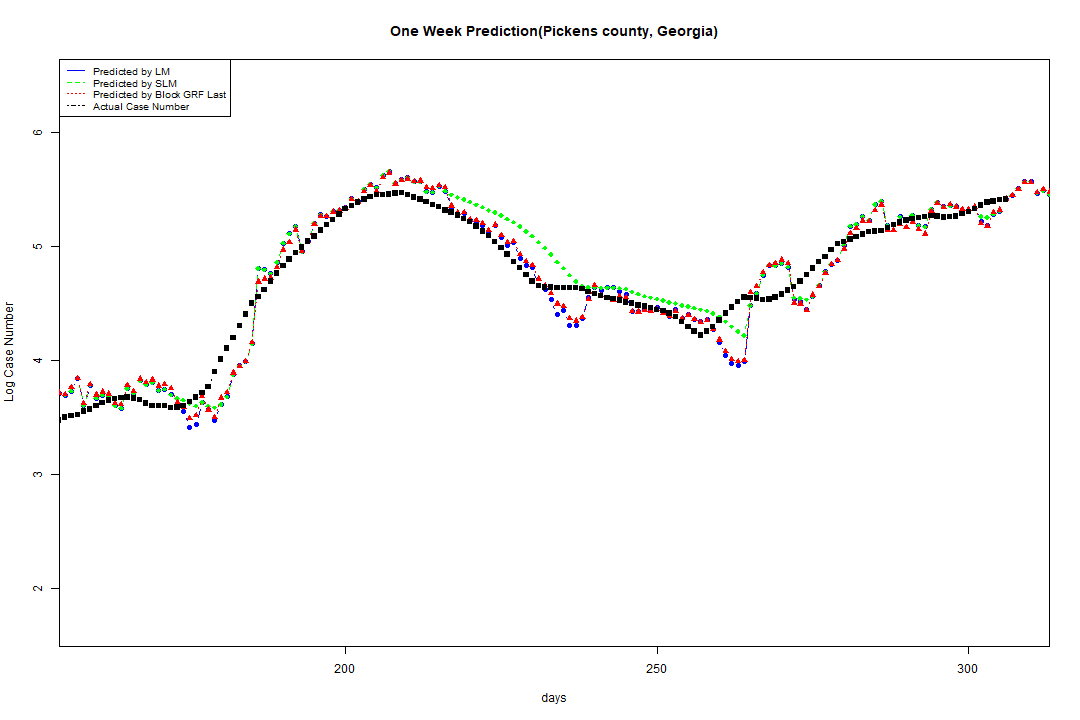 One Week Prediction(Pickens county, Georgia)
Predicted by LM
Predicted by SLM
Predicted by Block GRF Last
Actual Case Number
6
5
4
3
2
Log Case Number
200
250
300
days